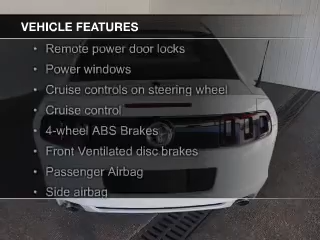 VEHICLE FEATURES
• Remote power door locks
• Power windows
• Cruise controls on steering wheel
• Cruise control
• 4-wheel ABS Brakes
• Front Ventilated disc brakes
• Passenger Airbag
• Side airbag